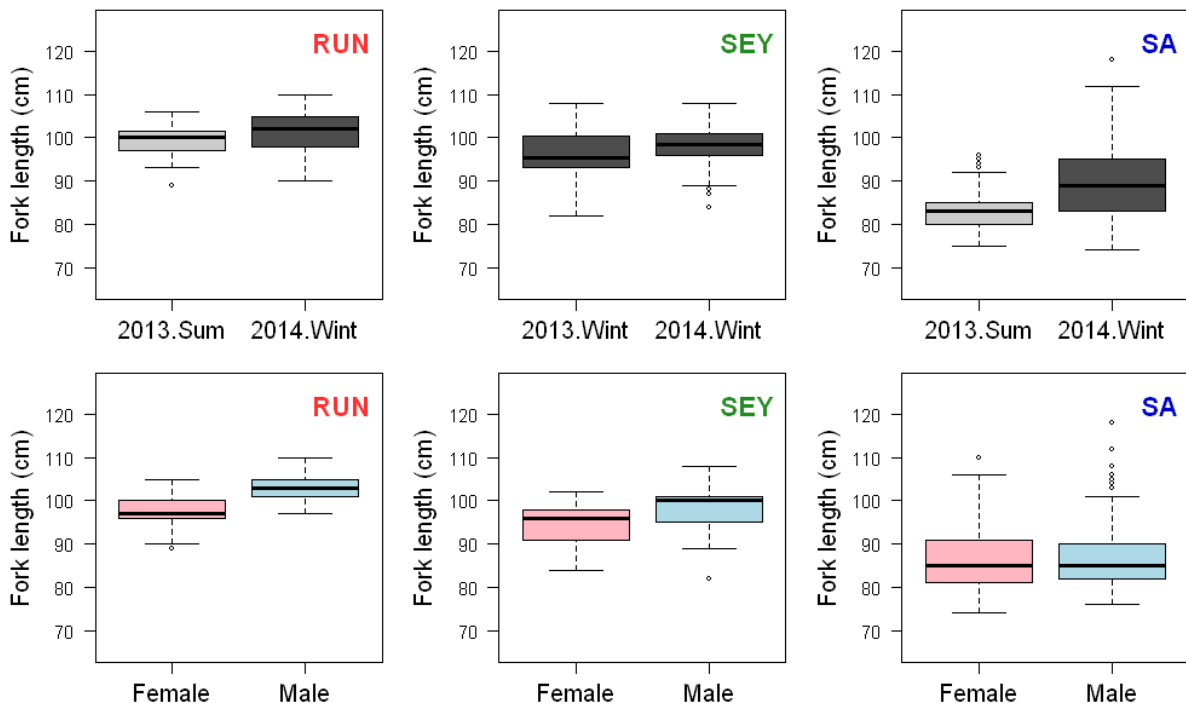 RUN
Fork length (cm)
120
110
100
90
80
70
2013.Sum 2014.Wint
SEY
Fork length (cm)
120
110
100
90
80
70
2013.Wint 2014.Wint
SA
Fork length (cm)
120
110
100
90
80
70
2013.Sum 2014.Wint
RUN
Fork length (cm)
120
110
100
90
80
70
Female Male
SEY
Fork length (cm)
120
110
100
90
80
70
Female Male
SA
Fork length (cm)
120
110
100
90
80
70
Female Male